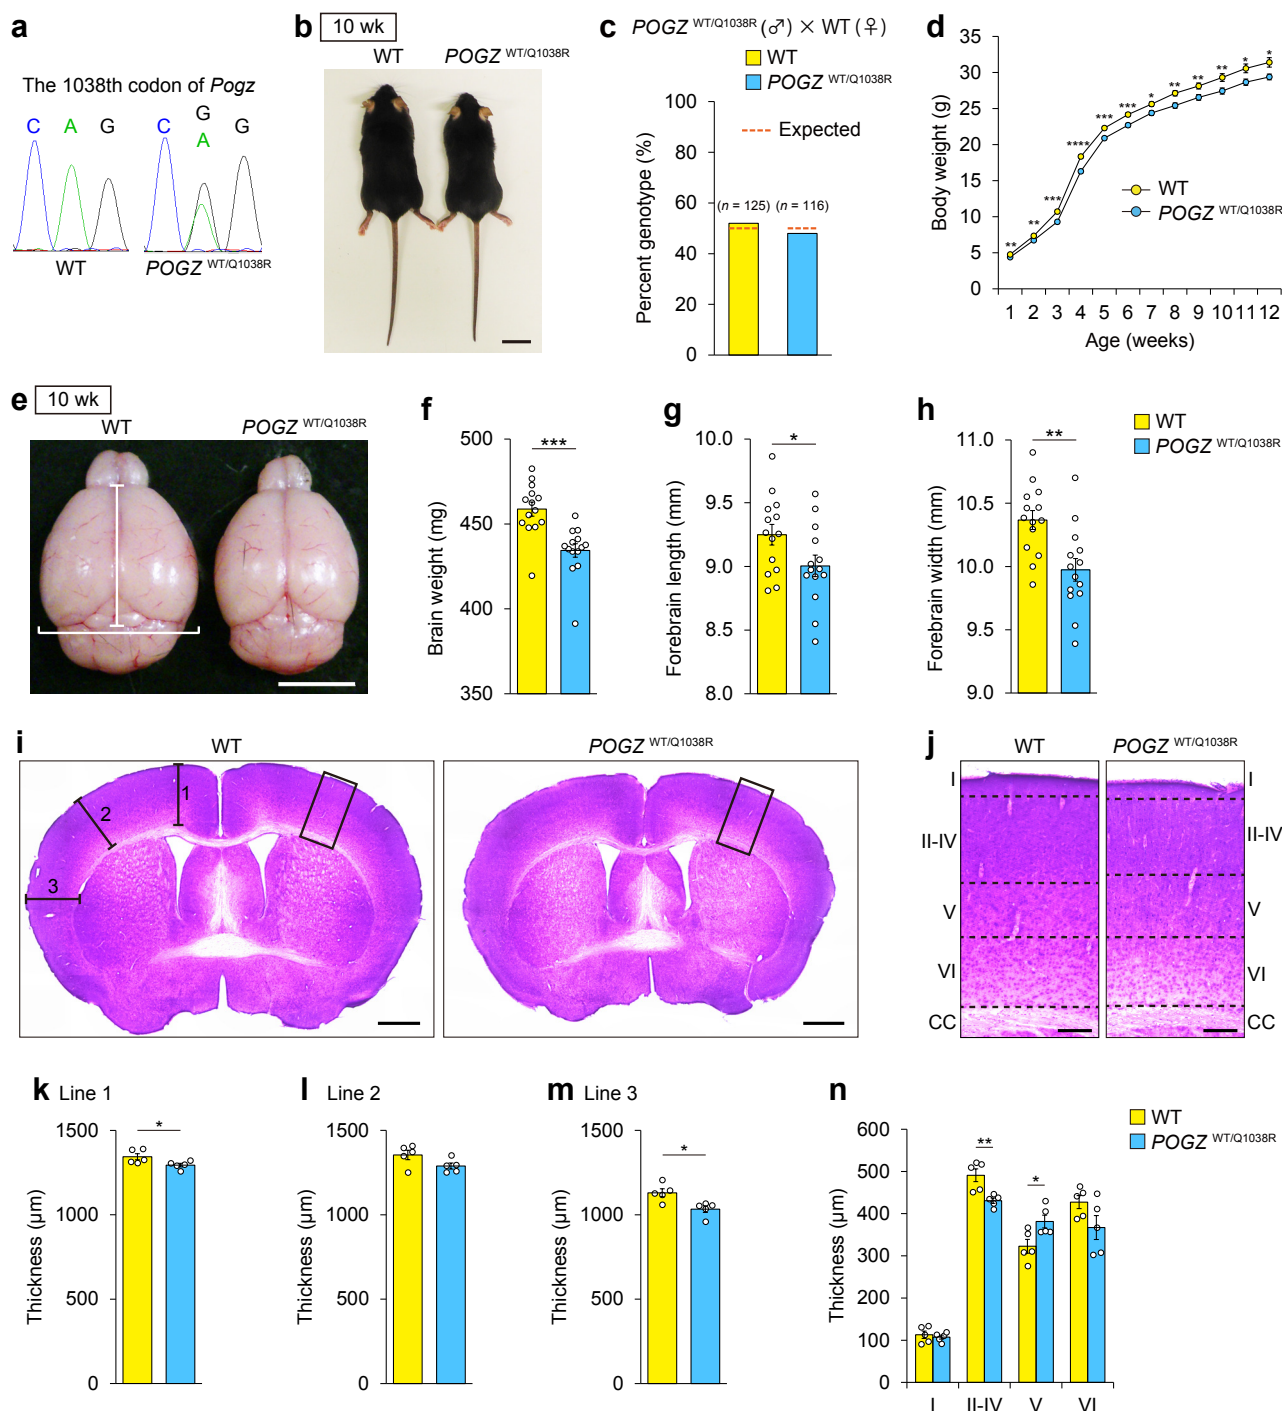 a
The 1038th codon of Pogz
C A G
C G A G
WT
POGZ WT/Q1038R
b
10 wk
WT
POGZ WT/Q1038R
c
POGZ WT/Q1038R (♂) × WT (♀)
WT
POGZ WT/Q1038R
Expected
(n = 125)
(n = 116)
Percent genotype (%)
100
80
60
40
20
0
d
Body weight (g)
35
30
25
20
15
10
5
0
** ** *** **** *** *** * ** ** ** * *
WT
POGZ WT/Q1038R
1 2 3 4 5 6 7 8 9 10 11 12
Age (weeks)
e
10 wk
WT
POGZ WT/Q1038R
f
Brain weight (mg)
500
450
400
350
***
g
Forebrain length (mm)
10.0
9.5
9.0
8.5
8.0
*
h
Forebrain width (mm)
11.0
10.5
10.0
9.5
9.0
**
WT
POGZ WT/Q1038R
i
WT
POGZ WT/Q1038R
1
2
3
j
WT
POGZ WT/Q1038R
I
II-IV
V
VI
CC
I
II-IV
V
VI
CC
k Line 1
Thickness (μm)
1500
1000
500
0
*
l Line 2
Thickness (μm)
1500
1000
500
0
m Line 3
Thickness (μm)
1500
1000
500
0
*
n
Thickness (μm)
600
500
400
300
200
100
0
**
*
I II-IV V VI
WT
POGZ WT/Q1038R